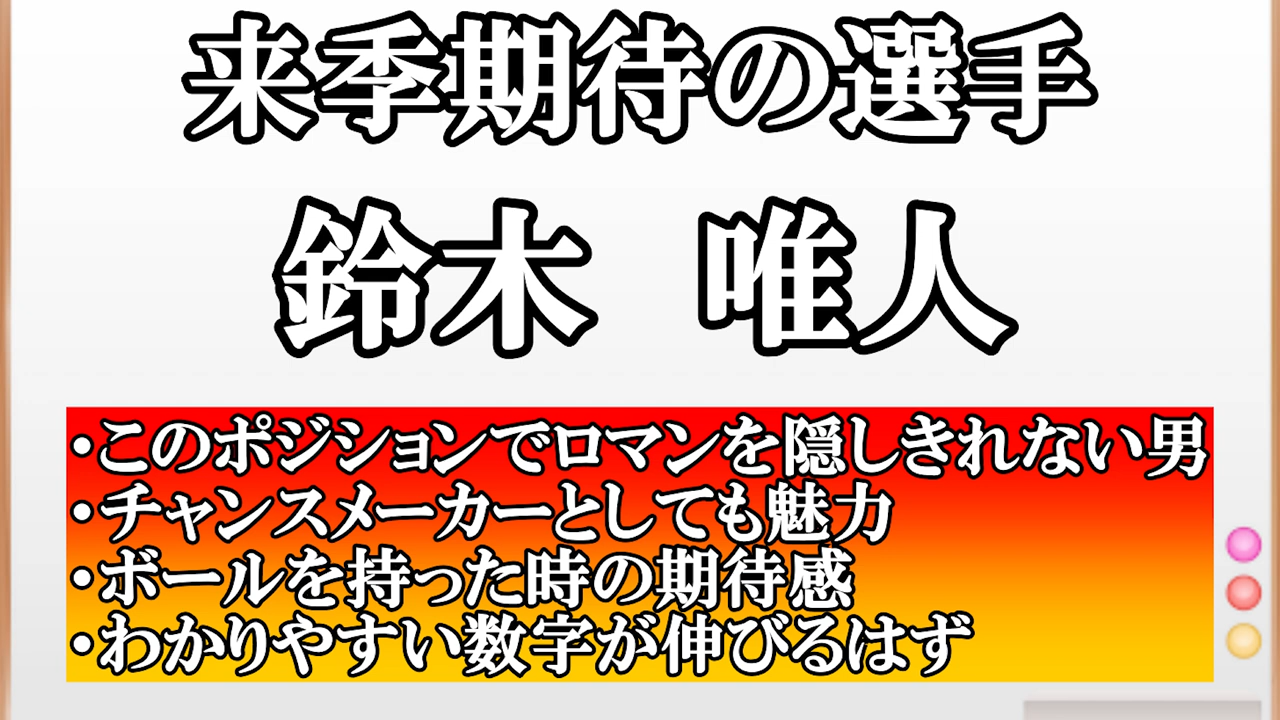 来季期待の選手
鈴木 唯人
・このポジションでロマンを隠しきれない男
・チャンスメーカーとしても魅力
・ボールを持った時の期待感
・わかりやすい数字が伸びるはず